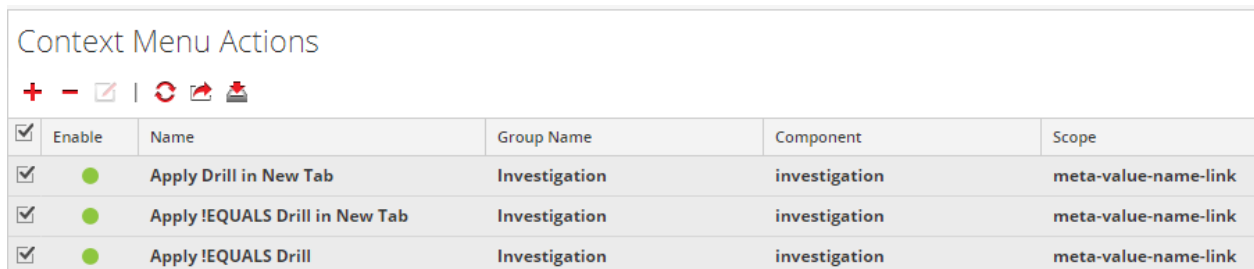 Context Menu Actions
Enable Name Group Name Component Scope
Apply Drill in New Tab Investigation investigation meta-value-name-link
Apply !EQUALS Drill in New Tab Investigation investigation meta-value-name-link
Apply !EQUALS Drill Investigation investigation meta-value-name-link